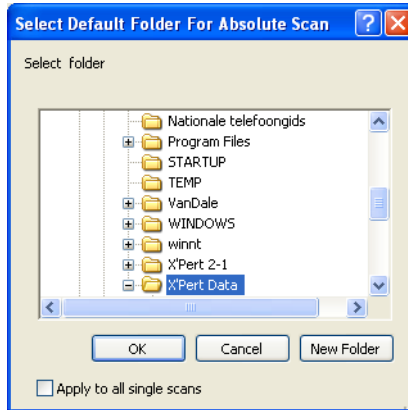 Select Default Folder For Absolute Scan
Select folder
Nationale telefoongids
Program Files
STARTUP
TEMP
VanDale
WINDOWS
winnt
X'Pert 2-1
X'Pert Data
OK Cancel New Folder
Apply to all single scans